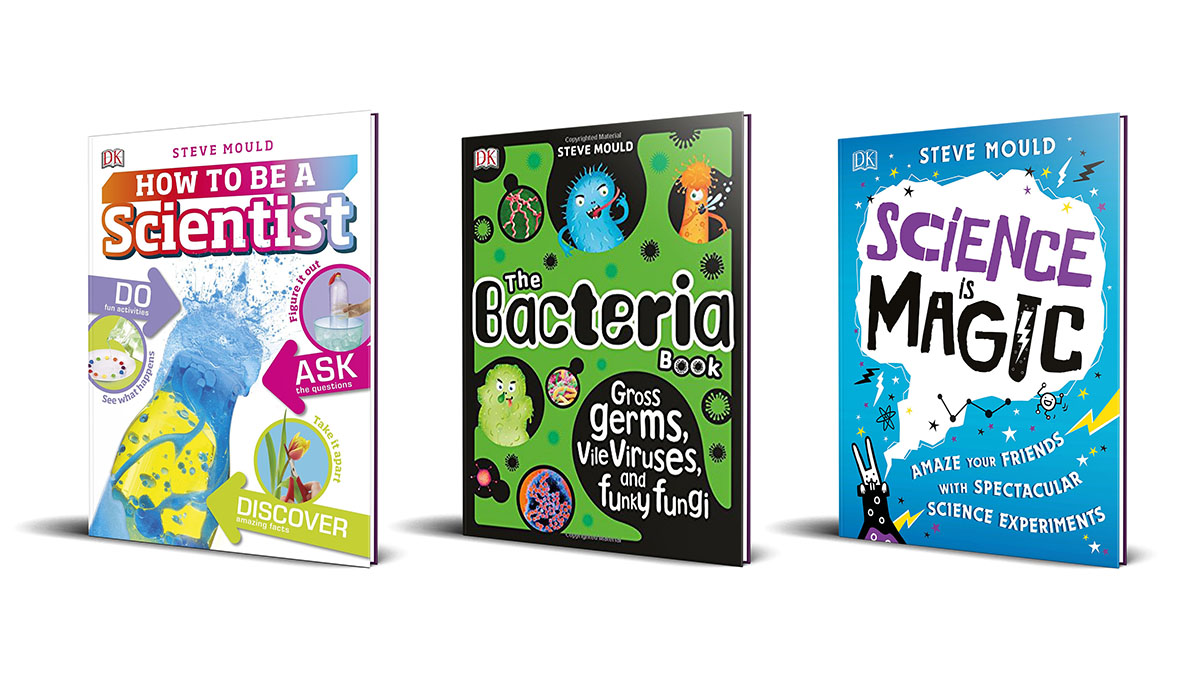 DK
STEVE MOULD
HOW TO BE A
Scientist
DO
fun activities
Figure it out
See what happens
ASK
the questions
Take it apart
DISCOVER
amazing facts
Copyrighted Material
DK
STEVE MOULD
The
Bacteria
Book
Gross
germs,
Vile Viruses,
and
funky fungi
Copyrighted Material
DK
STEVE MOULD
SCIENCE
is
MAGIC
AMAZE YOUR FRIENDS
WITH SPECTACULAR
SCIENCE EXPERIMENTS